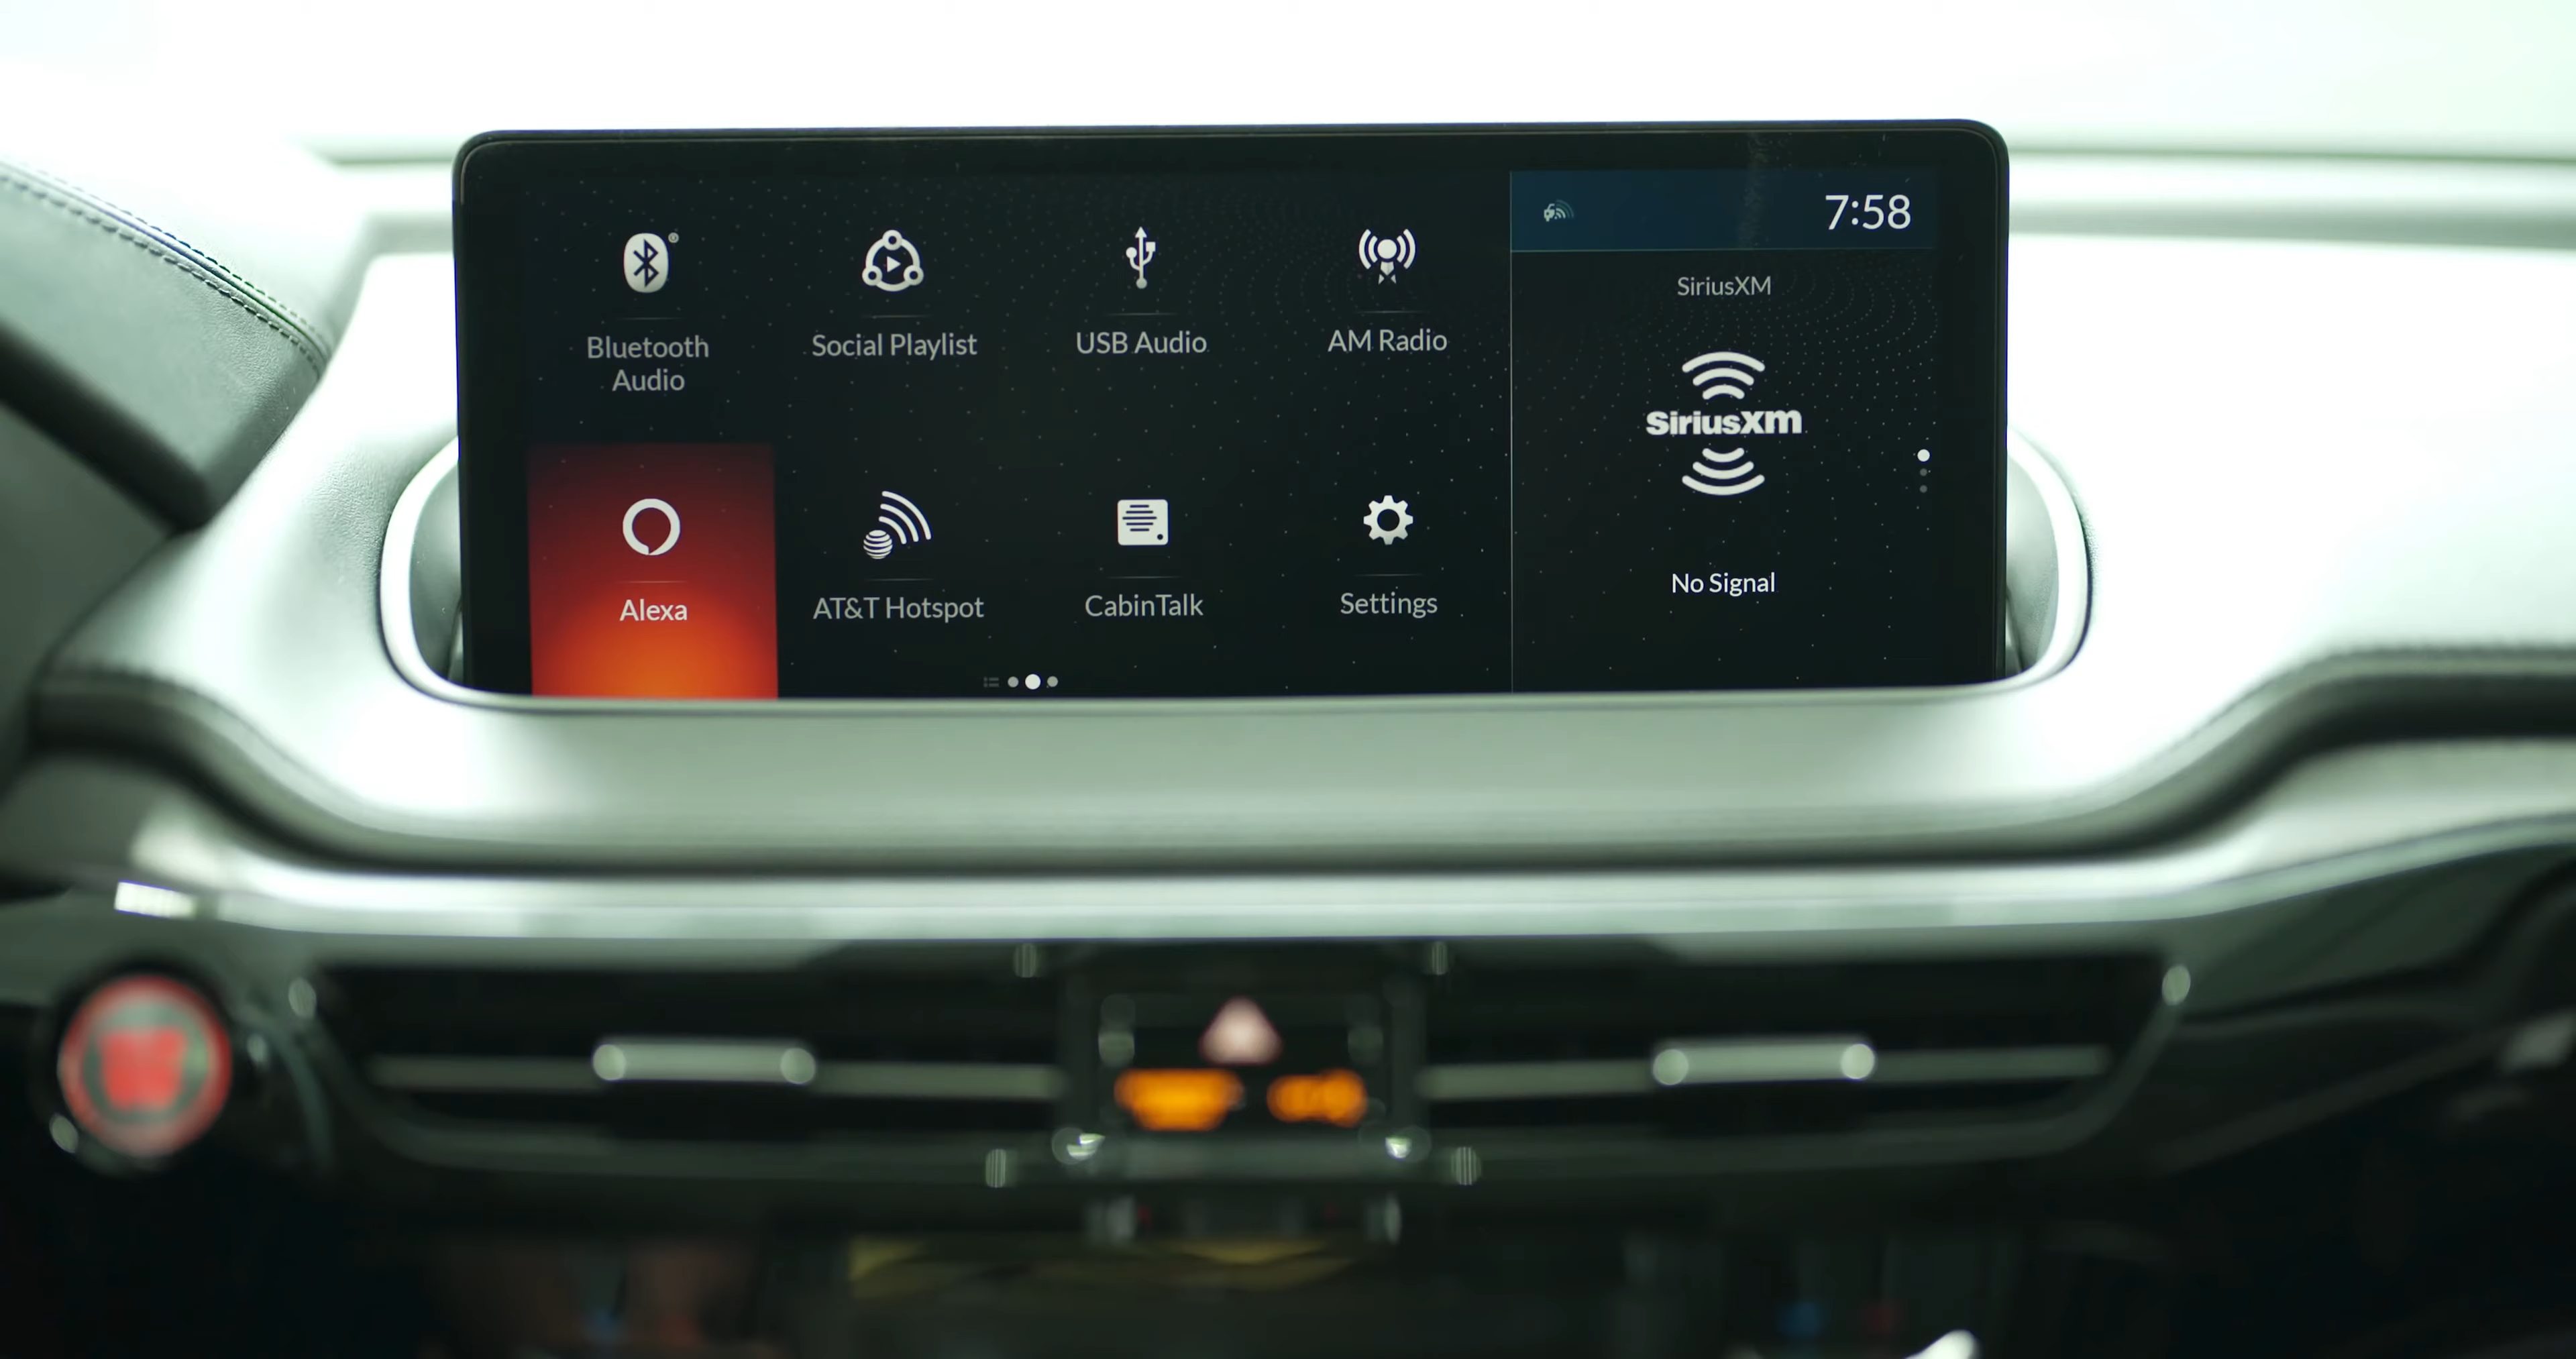 Bluetooth
Audio
Social Playlist
USB Audio
AM Radio
Alexa
AT&T Hotspot
CabinTalk
Settings
7:58
SiriusXM
SiriusXM
No Signal